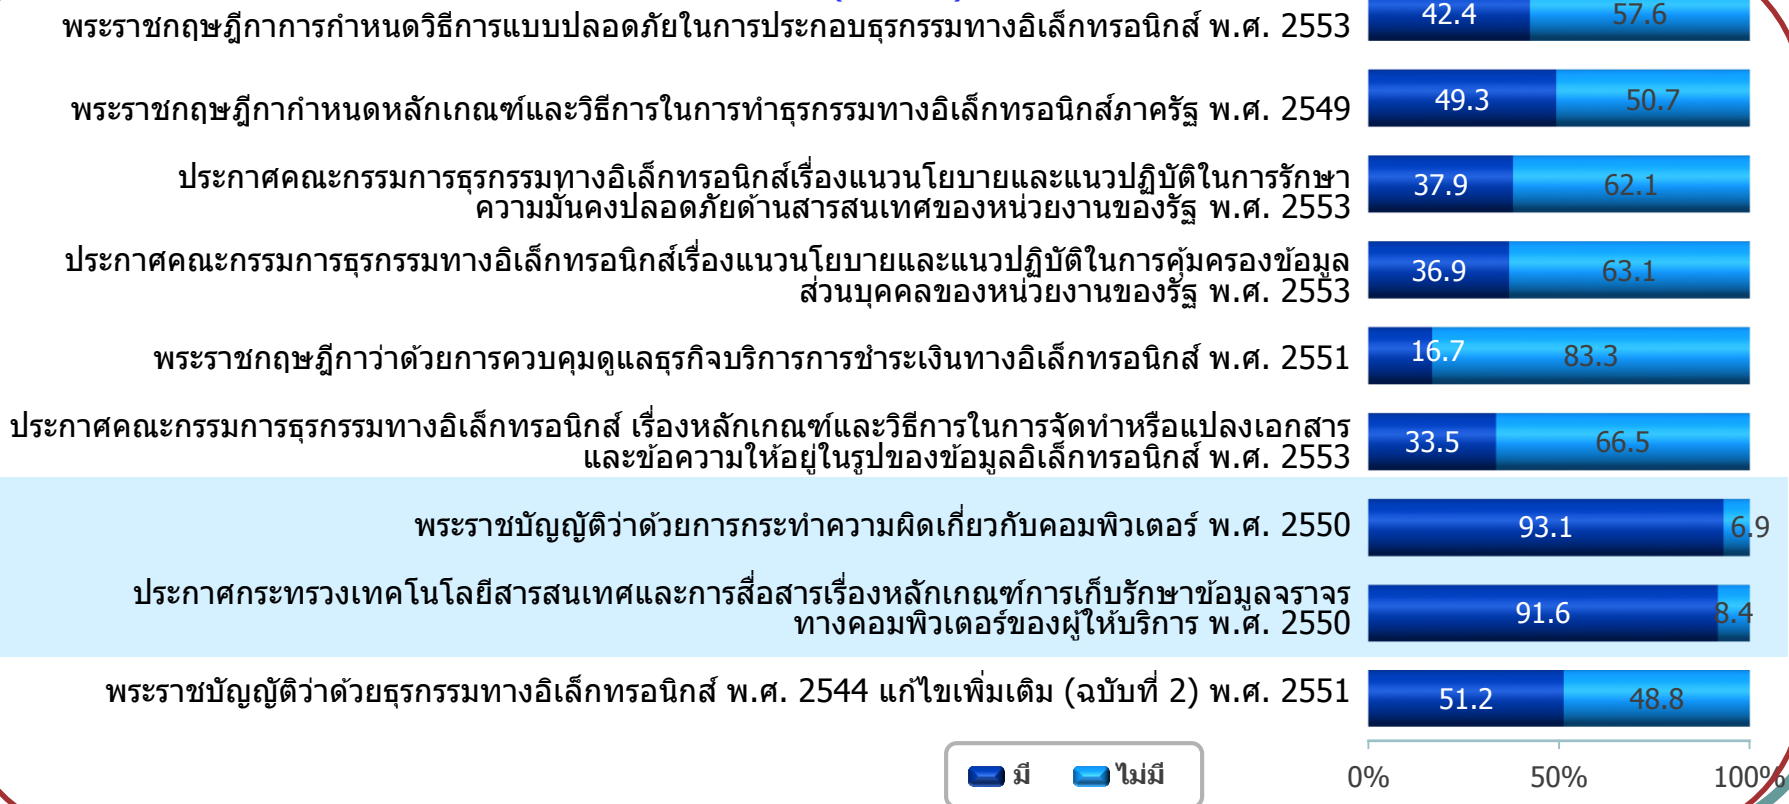 พระราชกฤษฎีกาการกำหนดวิธีการแบบปลอดภัยในการประกอบธุรกรรมทางอิเล็กทรอนิกส์ พ.ศ. 2553 42.4 57.6
พระราชกฤษฎีกากำหนดหลักเกณฑ์และวิธีการในการทำธุรกรรมทางอิเล็กทรอนิกส์ภาครัฐ พ.ศ. 2549 49.3 50.7
ประกาศคณะกรรมการธุรกรรมทางอิเล็กทรอนิกส์เรื่องแนวนโยบายและแนวปฏิบัติในการรักษา
ความมั่นคงปลอดภัยด้านสารสนเทศของหน่วยงานของรัฐ พ.ศ. 2553 37.9 62.1
ประกาศคณะกรรมการธุรกรรมทางอิเล็กทรอนิกส์เรื่องแนวนโยบายและแนวปฏิบัติในการคุ้มครองข้อมูล
ส่วนบุคคลของหน่วยงานของรัฐ พ.ศ. 2553 36.9 63.1
พระราชกฤษฎีกาว่าด้วยการควบคุมดูแลธุรกิจบริการการชำระเงินทางอิเล็กทรอนิกส์ พ.ศ. 2551 16.7 83.3
ประกาศคณะกรรมการธุรกรรมทางอิเล็กทรอนิกส์ เรื่องหลักเกณฑ์และวิธีการในการจัดทำหรือแปลงเอกสาร
และข้อความให้อยู่ในรูปของข้อมูลอิเล็กทรอนิกส์ พ.ศ. 2553 33.5 66.5
พระราชบัญญัติว่าด้วยการกระทำความผิดเกี่ยวกับคอมพิวเตอร์ พ.ศ. 2550 93.1 6.9
ประกาศกระทรวงเทคโนโลยีสารสนเทศและการสื่อสารเรื่องหลักเกณฑ์การเก็บรักษาข้อมูลจราจร
ทางคอมพิวเตอร์ของผู้ให้บริการ พ.ศ. 2550 91.6 8.4
พระราชบัญญัติว่าด้วยธุรกรรมทางอิเล็กทรอนิกส์ พ.ศ. 2544 แก้ไขเพิ่มเติม (ฉบับที่ 2) พ.ศ. 2551 51.2 48.8
มี ไม่มี 0% 50% 100%